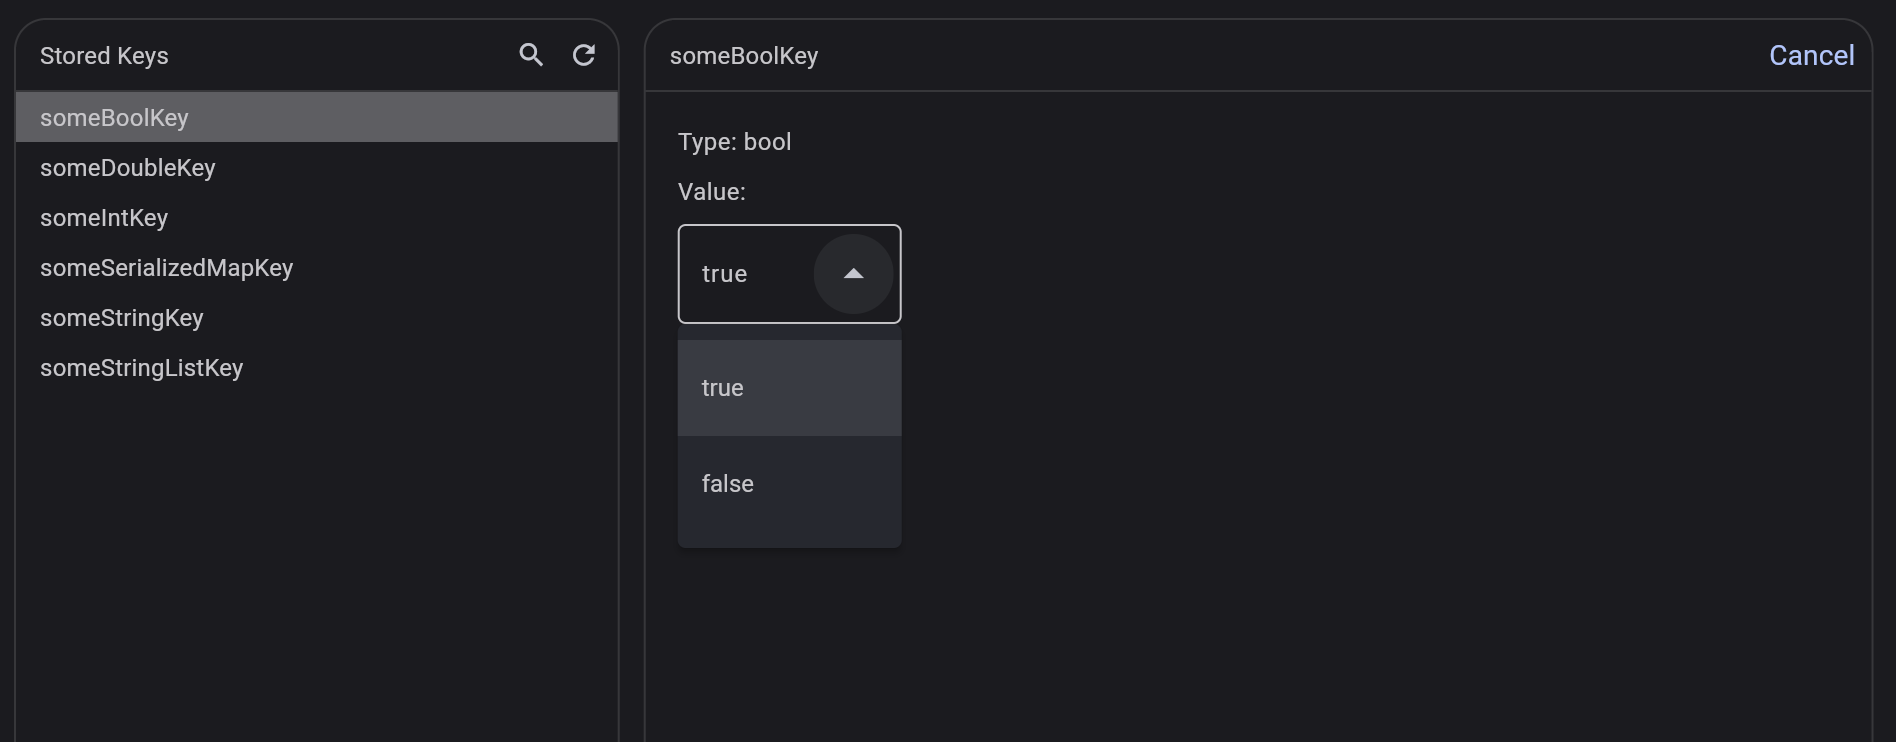 Stored Keys
someBoolKey
someDoubleKey
someIntKey
someSerializedMapKey
someStringKey
someStringListKey
someBoolKey
Cancel
Type: bool
Value:
true
true
false